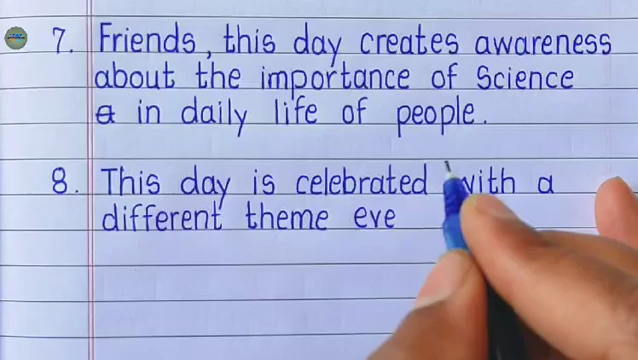 7. Friends, this day creates awareness
about the importance of Science
a in daily life of people.
8. This day is celebrated with a
different theme eve